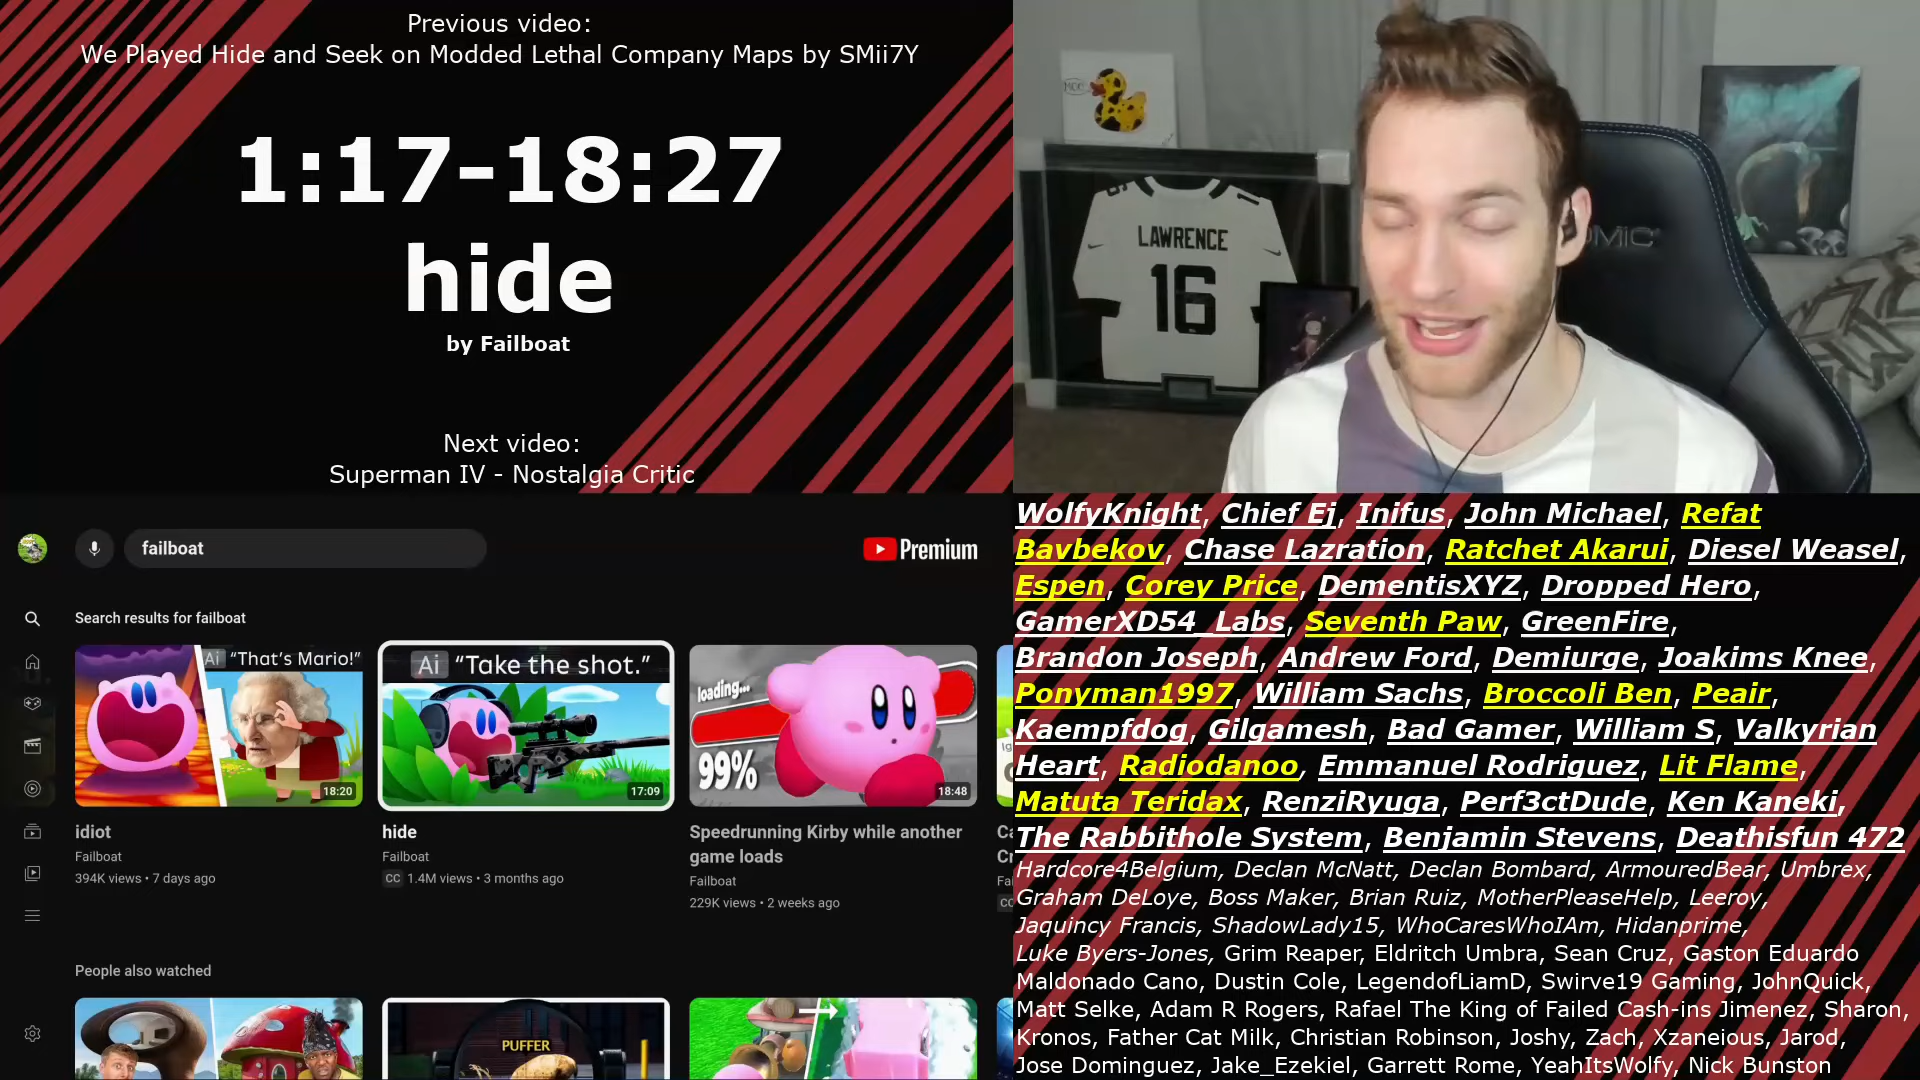 Previous video:
We Played Hide and Seek on Modded Lethal Company Maps by SMii7Y
1:17-18:27
hide
by Failboat
Next video:
Superman IV - Nostalgia Critic
LAWRENCE
16
failboat
Premium
Search results for failboat
Ai “That’s Mario!”
18:20
idiot
Failboat
394K views • 7 days ago
Ai “Take the shot.”
17:09
hide
Failboat
CC 1.4M views • 3 months ago
loading...
99%
18:48
Speedrunning Kirby while another
game loads
Failboat
229K views • 2 weeks ago
People also watched
PUFFER
WolfyKnight, Chief Ej, Inifus, John Michael, Refat
Bavbekov, Chase Lazration, Ratchet Akarui, Diesel Weasel,
Espen, Corey Price, DementisXYZ, Dropped Hero,
GamerXD54_Labs, Seventh Paw, GreenFire,
Brandon Joseph, Andrew Ford, Demiurge, Joakims Knee,
Ponyman1997, William Sachs, Broccoli Ben, Peair,
Kaempfdog, Gilgamesh, Bad Gamer, William S, Valkyrian
Heart, Radiodanoo, Emmanuel Rodriguez, Lit Flame,
Matuta Teridax, RenziRyuga, Perf3ctDude, Ken Kaneki,
The Rabbithole System, Benjamin Stevens, Deathisfun 472
Hardcore4Belgium, Declan McNatt, Declan Bombard, ArmouredBear, Umbrex,
Graham DeLoye, Boss Maker, Brian Ruiz, MotherPleaseHelp, Leeroy,
Jaquincy Francis, ShadowLady15, WhoCaresWhoIAm, Hidanprime,
Luke Byers-Jones, Grim Reaper, Eldritch Umbra, Sean Cruz, Gaston Eduardo
Maldonado Cano, Dustin Cole, LegendofLiamD, Swirve19 Gaming, JohnQuick,
Matt Selke, Adam R Rogers, Rafael The King of Failed Cash-ins Jimenez, Sharon,
Kronos, Father Cat Milk, Christian Robinson, Joshy, Zach, Xzaneious, Jarod,
Jose Dominguez, Jake_Ezekiel, Garrett Rome, YeahItsWolfy, Nick Bunston